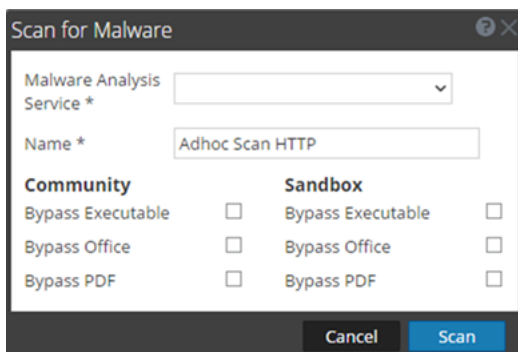 Scan for Malware
Malware Analysis
Service *
Name * Adhoc Scan HTTP
Community Sandbox
Bypass Executable Bypass Executable
Bypass Office Bypass Office
Bypass PDF Bypass PDF
Cancel Scan